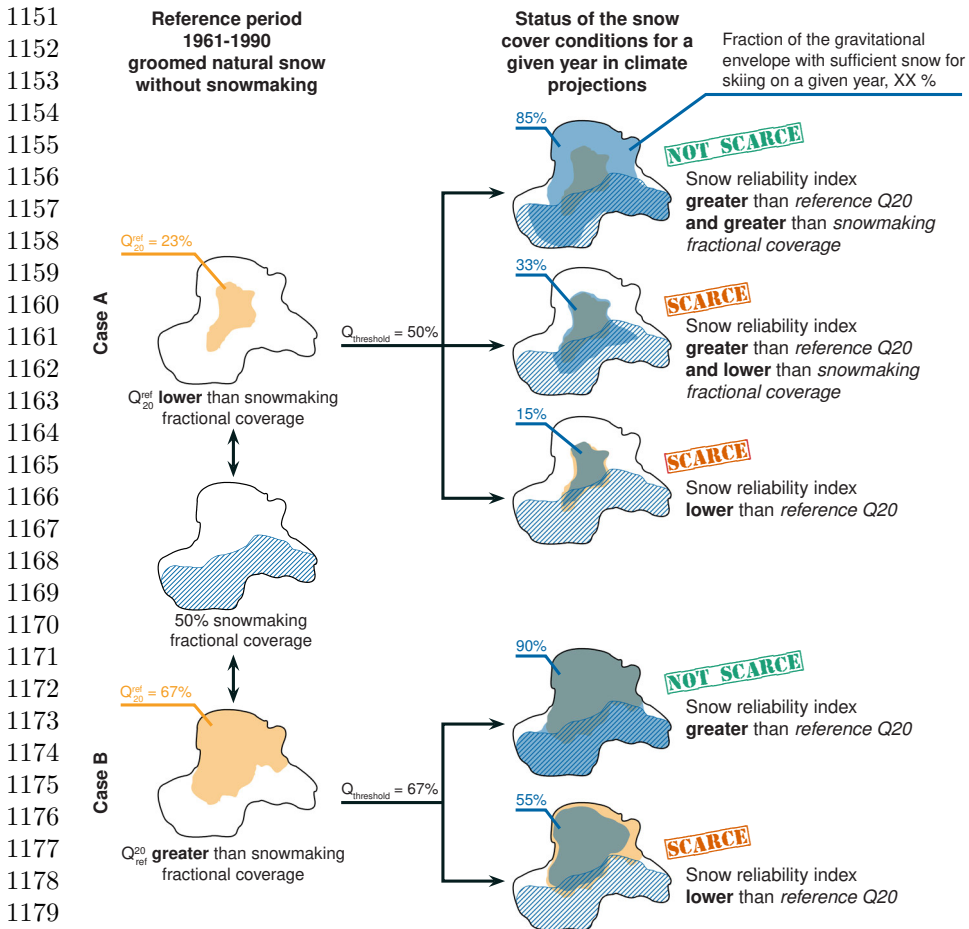 1151
1152
1153
1154
1155
1156
1157
1158
1159
1160
1161
1162
1163
1164
1165
1166
1167
1168
1169
1170
1171
1172
1173
1174
1175
1176
1177
1178
1179
Reference period
1961-1990
groomed natural snow
without snowmaking
Status of the snow
cover conditions for a
given year in climate
projections
Fraction of the gravitational
envelope with sufficient snow for
skiing on a given year, XX %
Case A
Q20ref = 23%
Q20ref lower than snowmaking
fractional coverage
Qthreshold = 50%
85%
NOT SCARCE
Snow reliability index
greater than reference Q20
and greater than snowmaking
fractional coverage
33%
SCARCE
Snow reliability index
greater than reference Q20
and lower than snowmaking
fractional coverage
15%
SCARCE
Snow reliability index
lower than reference Q20
50% snowmaking
fractional coverage
Case B
Q20ref = 67%
Qref20 greater than snowmaking
fractional coverage
Qthreshold = 67%
90%
NOT SCARCE
Snow reliability index
greater than reference Q20
55%
SCARCE
Snow reliability index
lower than reference Q20